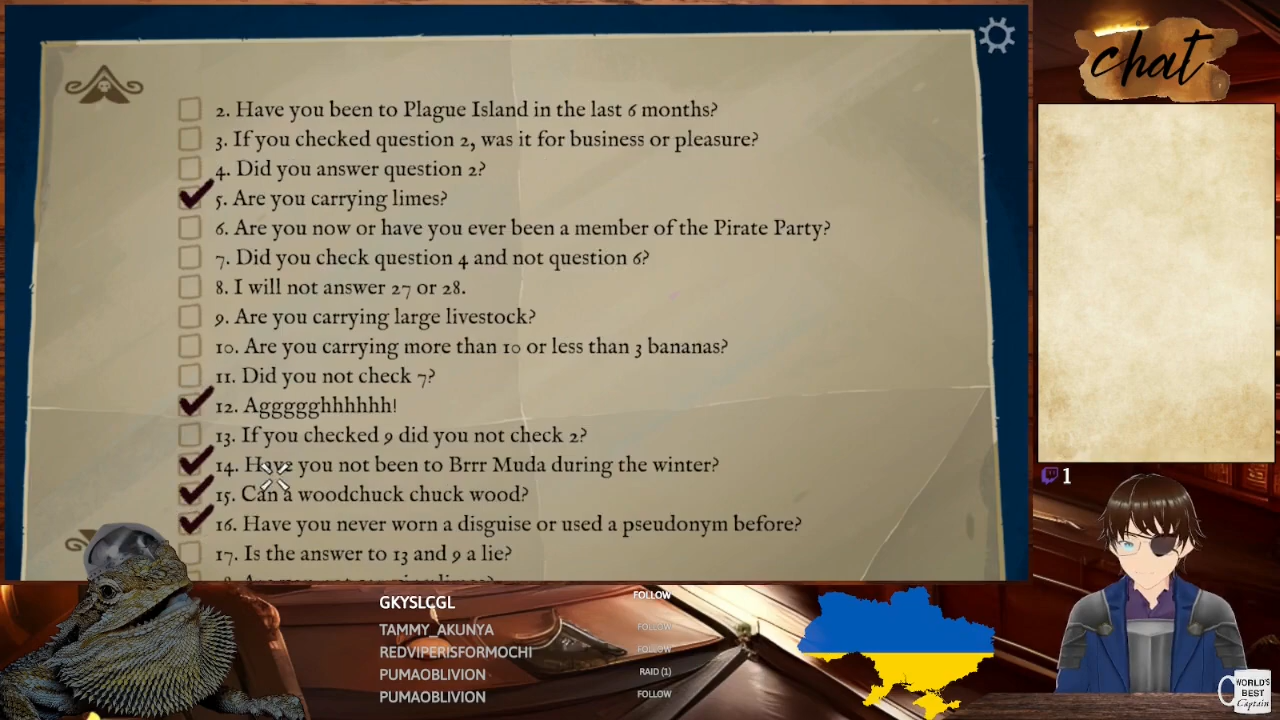 chat
2. Have you been to Plague Island in the last 6 months?
3. If you checked question 2, was it for business or pleasure?
4. Did you answer question 2?
5. Are you carrying limes?
6. Are you now or have you ever been a member of the Pirate Party?
7. Did you check question 4 and not question 6?
8. I will not answer 27 or 28.
9. Are you carrying large livestock?
10. Are you carrying more than 10 or less than 3 bananas?
11. Did you not check 7?
12. Aggggghhhhhh!
13. If you checked 9 did you not check 2?
14. Have you not been to Brrr Muda during the winter?
15. Can a woodchuck chuck wood?
16. Have you never worn a disguise or used a pseudonym before?
17. Is the answer to 13 and 9 a lie?
1
GKYSLCGL FOLLOW
TAMMY_AKUNYA FOLLOW
REDVIPERISFORMOCHI FOLLOW
PUMAOBLIVION RAID (1)
PUMAOBLIVION FOLLOW
WORLD'S
BEST
Captain